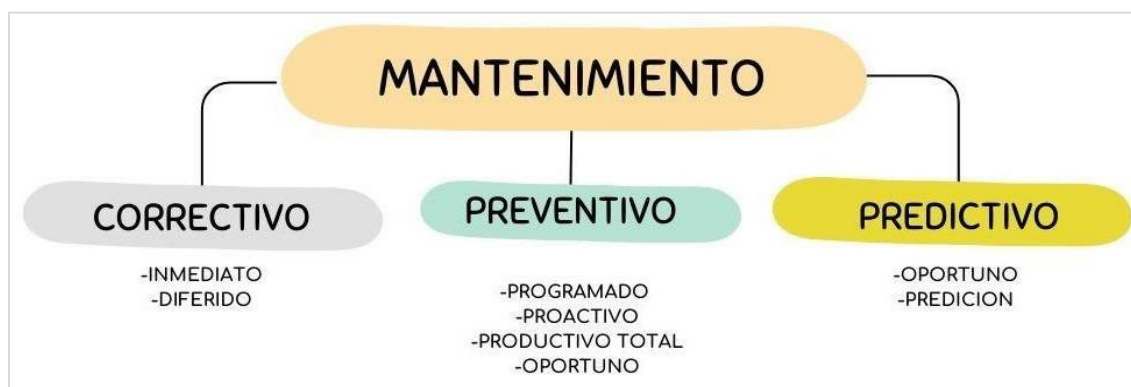 MANTENIMIENTO
CORRECTIVO
-INMEDIATO
-DIFERIDO
PREVENTIVO
-PROGRAMADO
-PROACTIVO
-PRODUCTIVO TOTAL
-OPORTUNO
PREDICTIVO
-OPORTUNO
-PREDICION